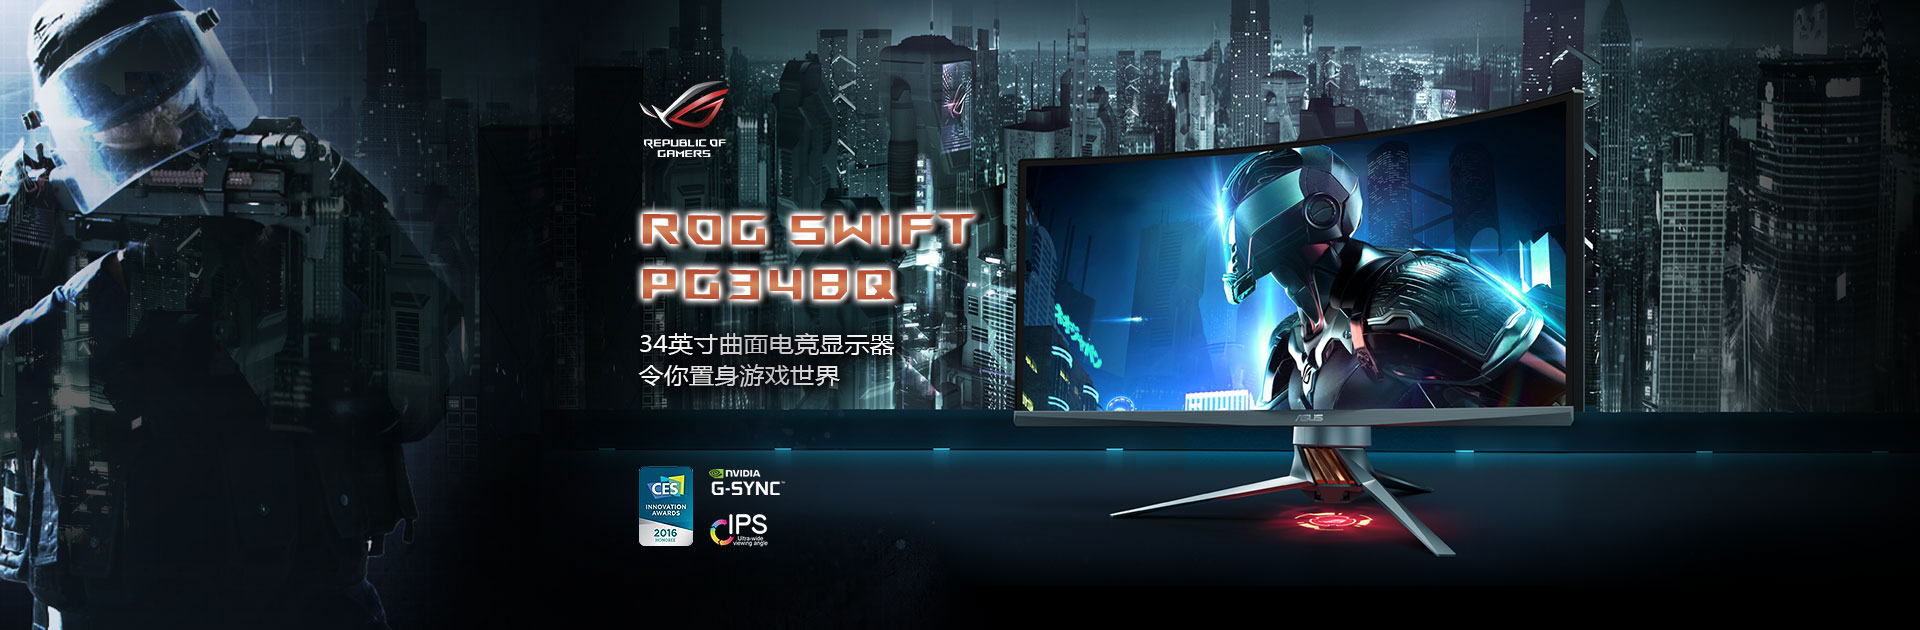 REPUBLIC OF
GAMERS
ROG SWIFT
PG348Q
34英寸曲面电竞显示器
令你置身游戏世界
CES
INNOVATION
AWARDS
2016
HONOREE
NVIDIA
G-SYNC™
IPS
Ultra-wide
viewing angle
ASUS